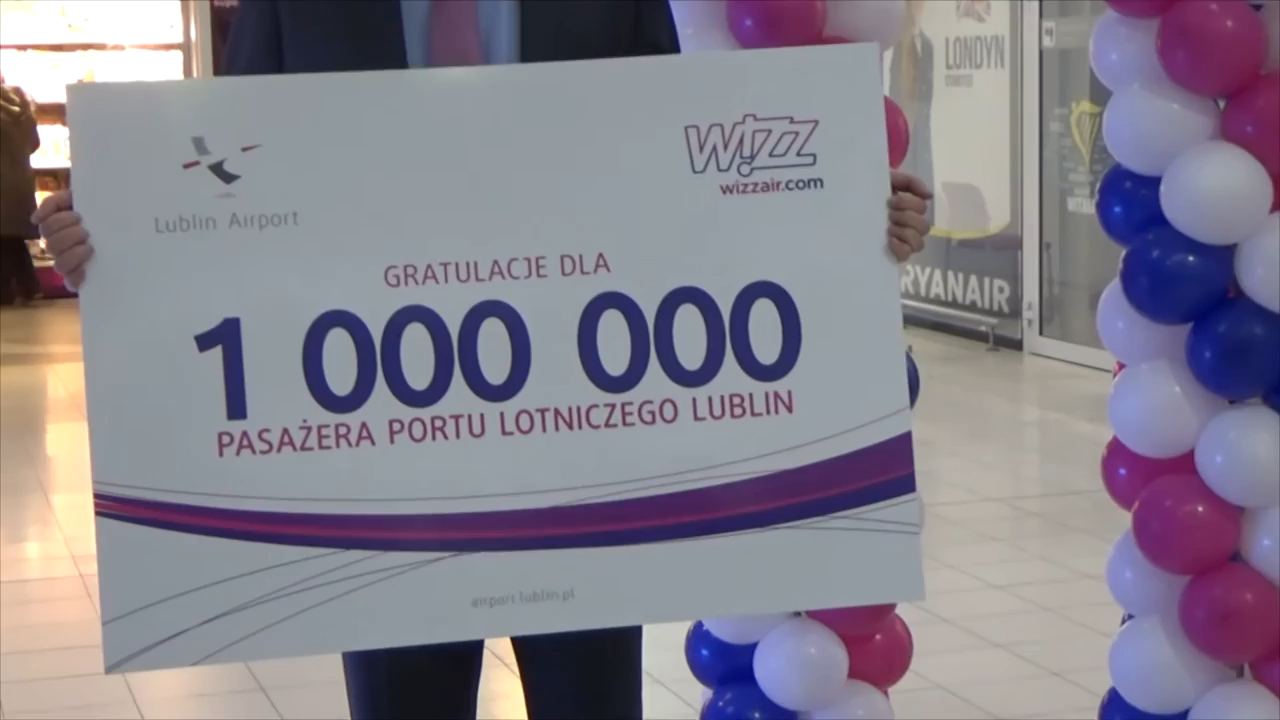 Lublin Airport
WIZZ
wizzair.com
GRATULACJE DLA
1 000 000
PASAŻERA PORTU LOTNICZEGO LUBLIN
airport.lublin.pl
LONDYN
STANSTED
RYANAIR